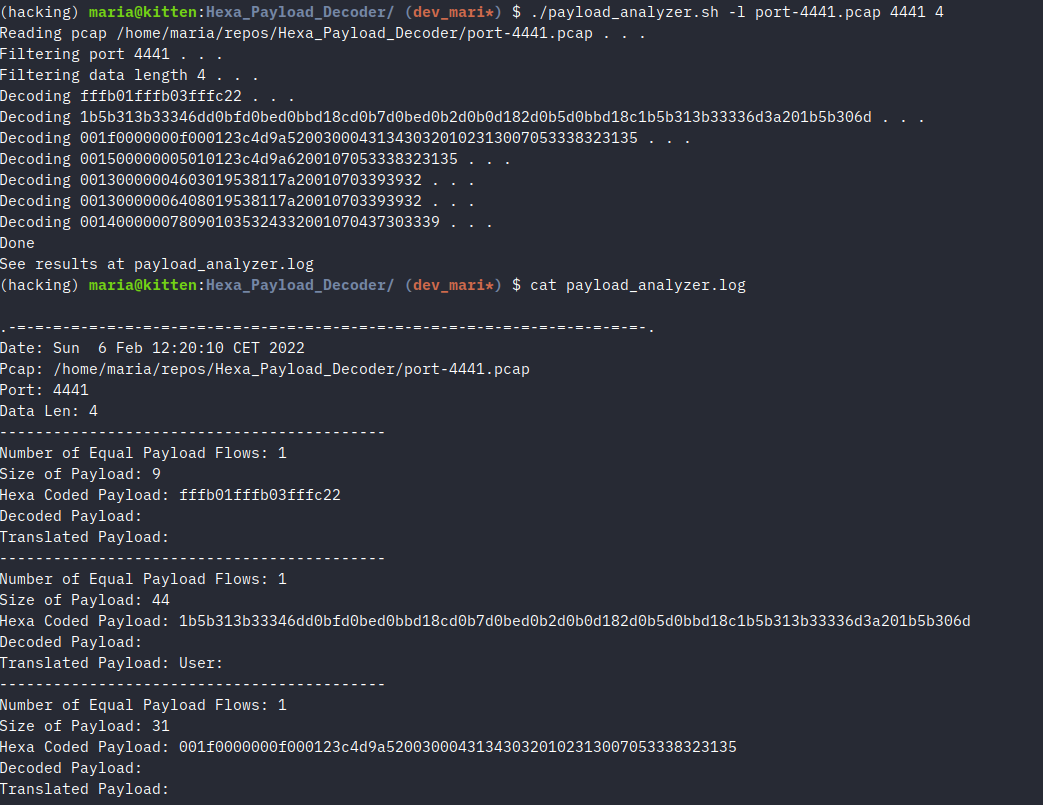 (hacking) maria@kitten:Hexa_Payload_Decoder/ (dev_mari*) $ ./payload_analyzer.sh -l port-4441.pcap 4441 4
Reading pcap /home/maria/repos/Hexa_Payload_Decoder/port-4441.pcap . . .
Filtering port 4441 . . .
Filtering data length 4 . . .
Decoding fffb01fffb03fffc22 . . .
Decoding 1b5b313b33346dd0bfd0bed0bbd18cd0b7d0bed0b2d0b0d182d0b5d0bbd18c1b5b313b33336d3a201b5b306d . . .
Decoding 001f0000000f000123c4d9a520030004313430320102313007053338323135 . . .
Decoding 001500000005010123c4d9a6200107053338323135 . . .
Decoding 00130000004603019538117a20010703393932 . . .
Decoding 00130000006408019538117a20010703393932 . . .
Decoding 0014000000780901035324332001070437303339 . . .
Done
See results at payload_analyzer.log
(hacking) maria@kitten:Hexa_Payload_Decoder/ (dev_mari*) $ cat payload_analyzer.log
.-=-=-=-=-=-=-=-=-=-=-=-=-=-=-=-=-=-=-=-=-=-=-=-=-=-=-=-=-=-=-=-=-=-=-=-.
Date: Sun  6 Feb 12:20:10 CET 2022
Pcap: /home/maria/repos/Hexa_Payload_Decoder/port-4441.pcap
Port: 4441
Data Len: 4
-------------------------------------------
Number of Equal Payload Flows: 1
Size of Payload: 9
Hexa Coded Payload: fffb01fffb03fffc22
Decoded Payload:
Translated Payload:
-------------------------------------------
Number of Equal Payload Flows: 1
Size of Payload: 44
Hexa Coded Payload: 1b5b313b33346dd0bfd0bed0bbd18cd0b7d0bed0b2d0b0d182d0b5d0bbd18c1b5b313b33336d3a201b5b306d
Decoded Payload:
Translated Payload: User:
-------------------------------------------
Number of Equal Payload Flows: 1
Size of Payload: 31
Hexa Coded Payload: 001f0000000f000123c4d9a520030004313430320102313007053338323135
Decoded Payload:
Translated Payload: